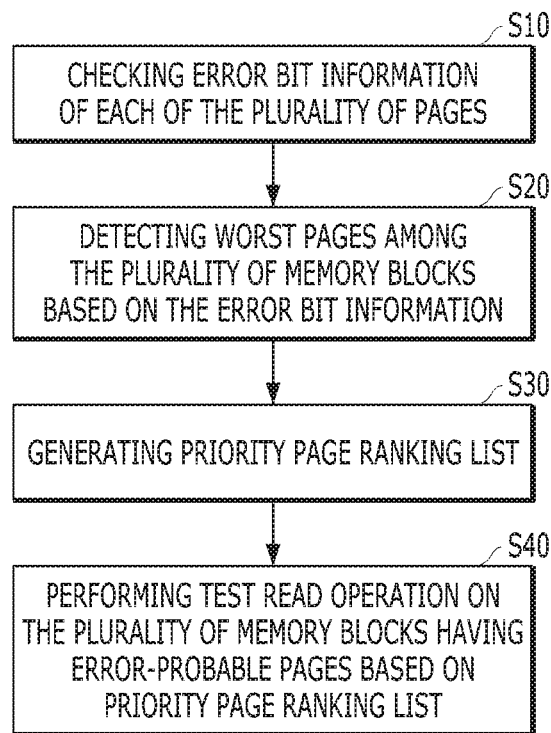 S10
CHECKING ERROR BIT INFORMATION
OF EACH OF THE PLURALITY OF PAGES
S20
DETECTING WORST PAGES AMONG
THE PLURALITY OF MEMORY BLOCKS
BASED ON THE ERROR BIT INFORMATION
S30
GENERATING PRIORITY PAGE RANKING LIST
S40
PERFORMING TEST READ OPERATION ON
THE PLURALITY OF MEMORY BLOCKS HAVING
ERROR-PROBABLE PAGES BASED ON
PRIORITY PAGE RANKING LIST